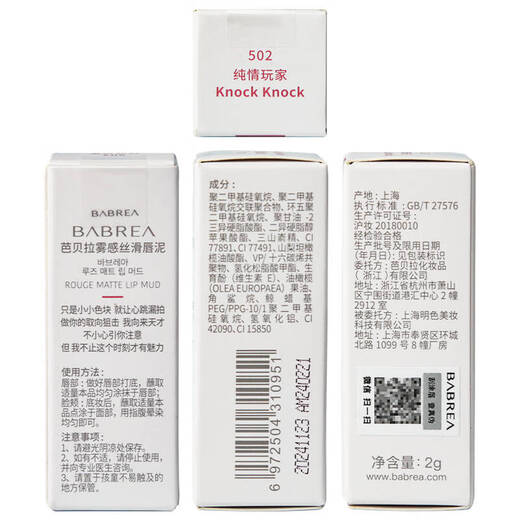 502
纯情玩家
Knock Knock
BABREA
BABREA
芭贝拉雾感丝滑唇泥
바브레아
루즈 매트 립 머드
ROUGE MATTE LIP MUD
只是小小色块 就让心跳漏拍
做你的取向狙击 我向来天才
不小心引你注意
但 我不止这个时刻才有魅力
使用方法：
唇部：做好唇部打底，蘸取
适量本品均匀涂抹于唇部；
脸颊：底妆后，蘸取适量本
品点涂于面部，用指腹晕染
均匀即可。
注意事项：
1、请避光阴凉处保存。
2、如有不适，请停止使用，
并向专业医生咨询。
3、请置于孩童不易触及的
地方保管。
成分：
聚二甲基硅氧烷、聚二甲基
硅氧烷交联聚合物、环五聚
二甲基硅氧烷、聚甘油-2
三异硬脂酸酯、二异硬脂醇
苹果酸酯、三山嵛精、CI
77891、CI 77491、山梨坦橄
榄油酸酯、VP/十六碳烯共
聚物、氢化松脂酸甲酯、生
育酚（维生素E）、油橄榄
(OLEA EUROPAEA) 果油、
角鲨烷、鲸蜡基
PEG/PPG-10/1 聚二甲基硅
氧烷、氢氧化铝、CI
42090、CI 15850
6 972504 310951
20241123 AM240221
产地：上海
执行标准：GB/T 27576
生产许可证号：
沪妆 20180010
经检验合格
生产批号及限用日期
(年月日)：见包装标识
委托方：芭贝拉化妆品
（浙江）有限公司
地址：浙江省杭州市萧山
区宁围街道港汇中心2幢
2912 室
被委托方：上海明色美妆
科技有限公司
地址：上海市奉贤区环城
北路 1099 号 8 幢厂房
微信扫一扫
BABREA
净含量：2g
www.babrea.com